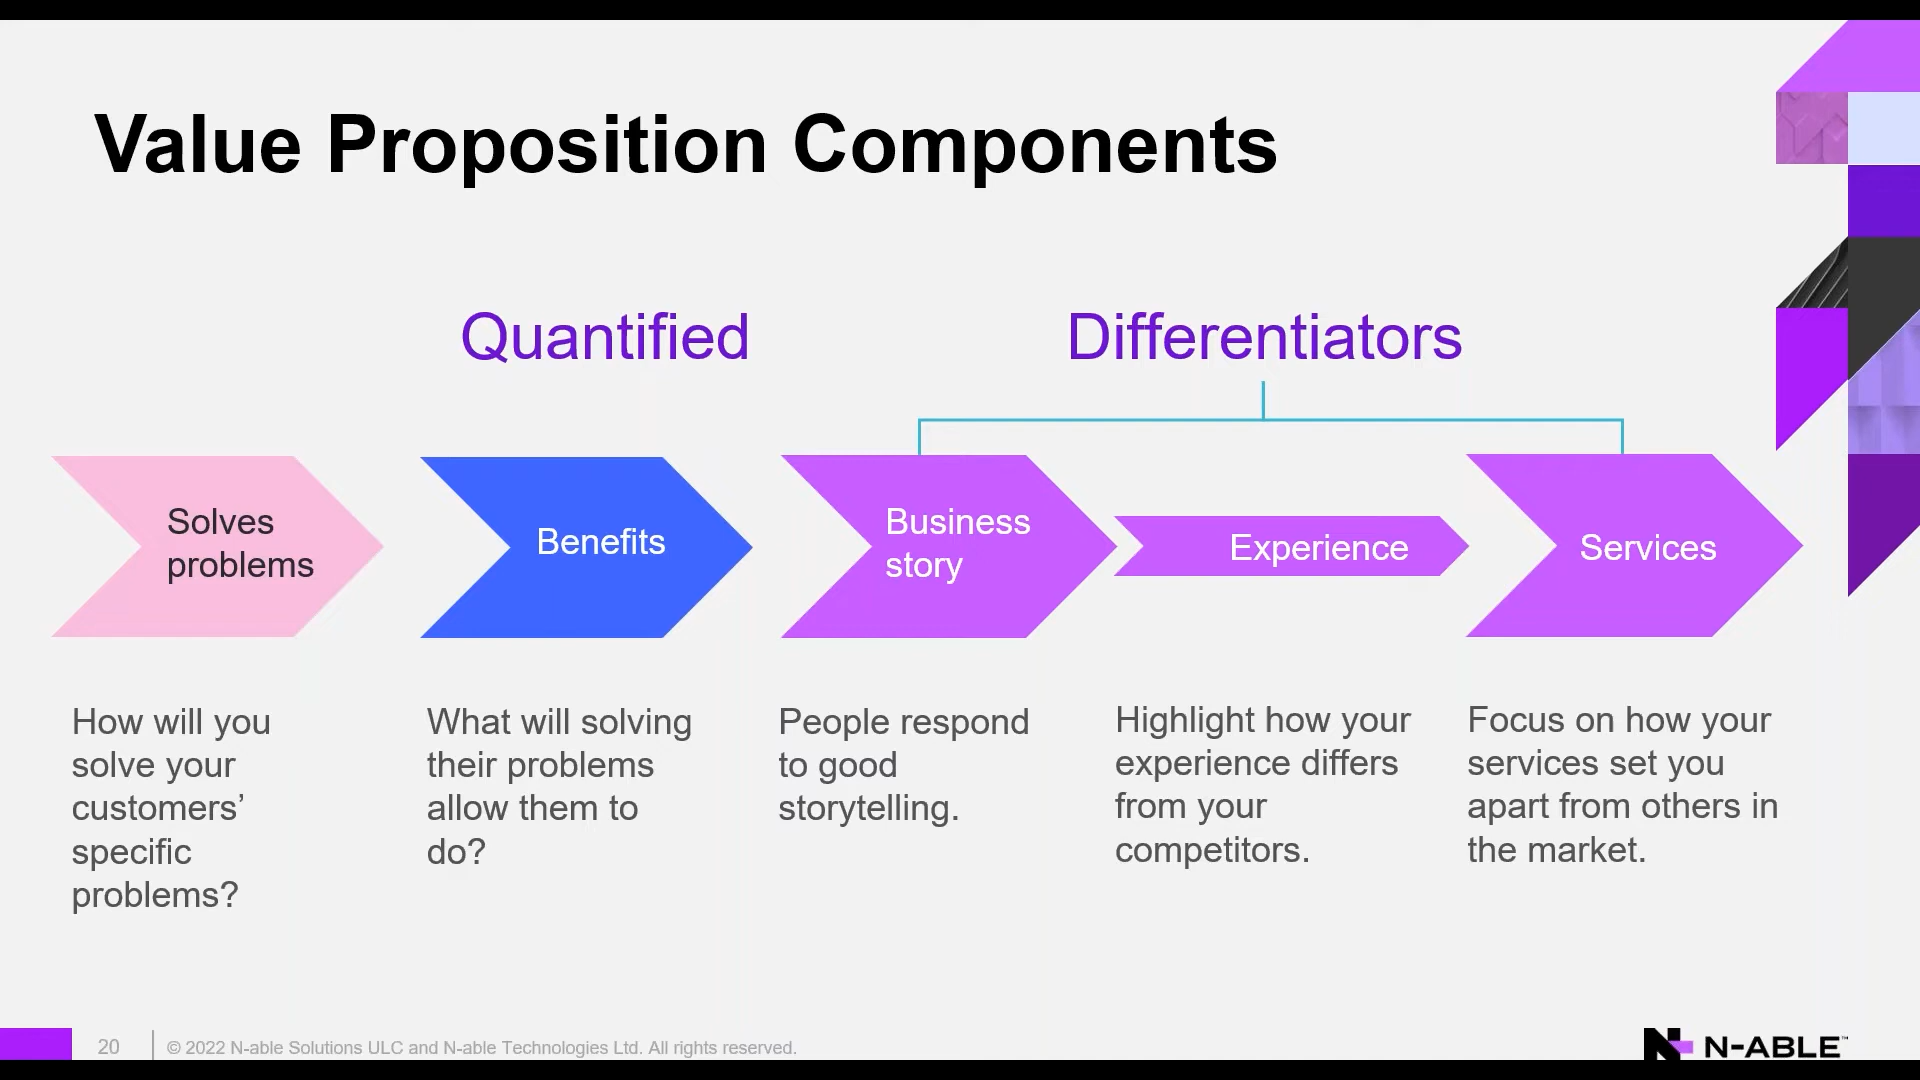 Value Proposition Components
Quantified
Differentiators
Solves
problems
Benefits
Business
story
Experience
Services
How will you
solve your
customers’
specific
problems?
What will solving
their problems
allow them to
do?
People respond
to good
storytelling.
Highlight how your
experience differs
from your
competitors.
Focus on how your
services set you
apart from others in
the market.
20
© 2022 N-able Solutions ULC and N-able Technologies Ltd. All rights reserved.
N-ABLE™